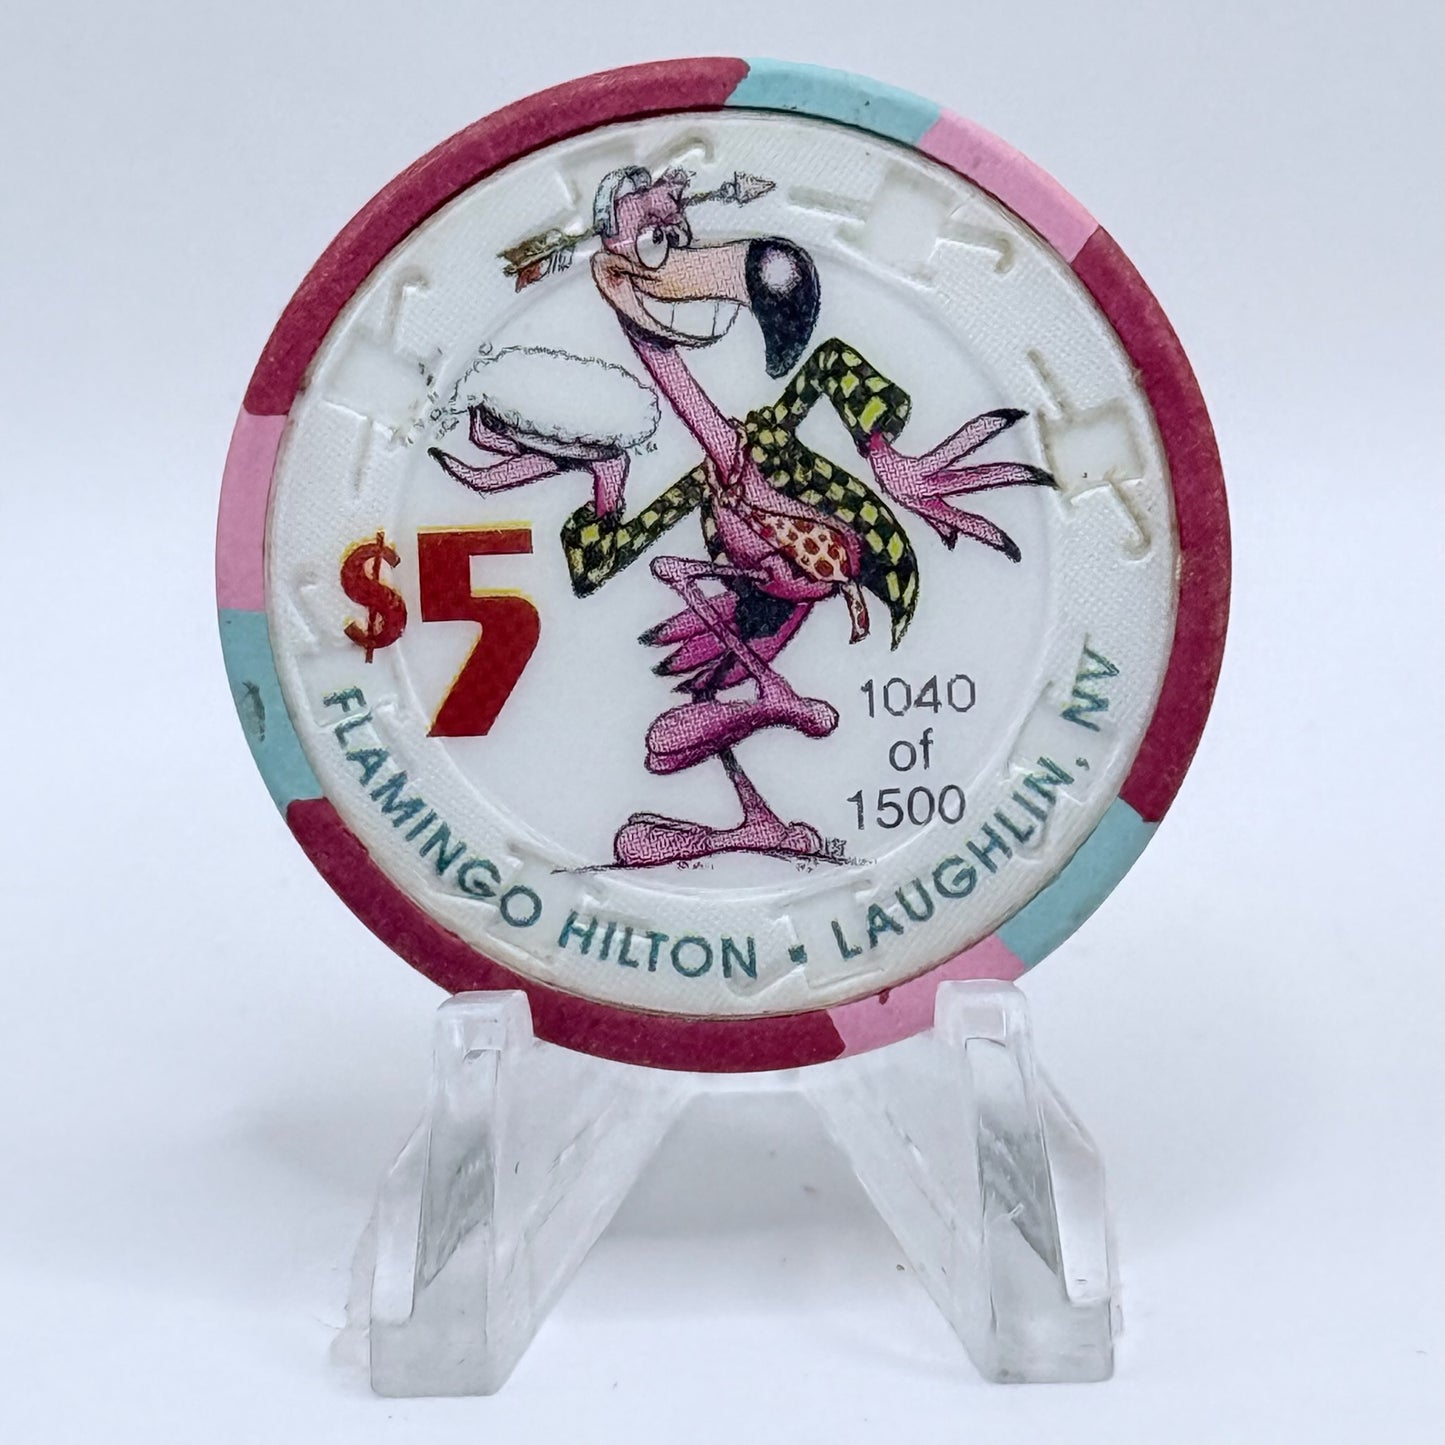 $5
1040
of
1500
FLAMINGO HILTON ▪ LAUGHLIN, NV